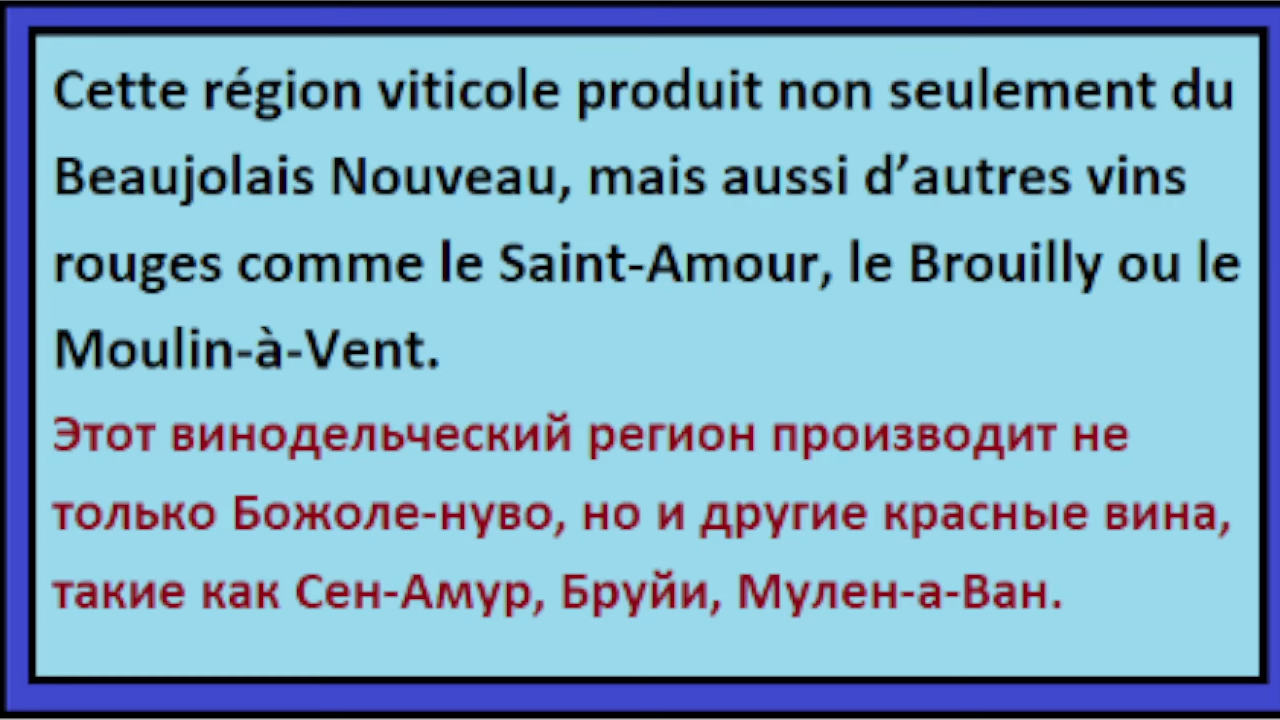 Cette région viticole produit non seulement du
Beaujolais Nouveau, mais aussi d’autres vins
rouges comme le Saint-Amour, le Brouilly ou le
Moulin-à-Vent.
Этот винодельческий регион производит не
только Божоле-нуво, но и другие красные вина,
такие как Сен-Амур, Бруйи, Мулен-а-Ван.